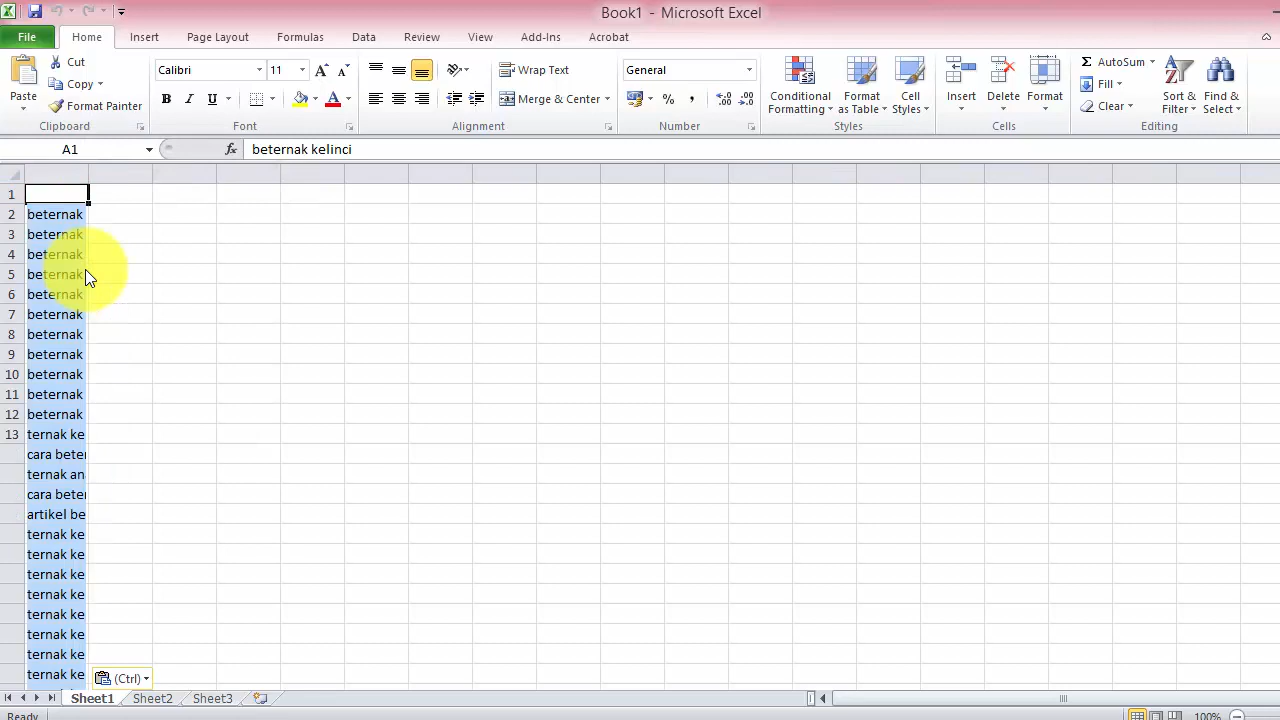 Book1 - Microsoft Excel
File Home Insert Page Layout Formulas Data Review View Add-Ins Acrobat
Paste
Cut
Copy
Format Painter
Clipboard
Calibri 11
B I U
Font
Wrap Text
Merge & Center
Alignment
General
% , .00 .0
Number
Conditional Formatting
Format as Table
Cell Styles
Styles
Insert
Delete
Format
Cells
Σ AutoSum
Fill
Clear
Sort & Filter
Find & Select
Editing
A1 fx beternak kelinci
1
2 beternak
3 beternak
4 beternak
5 beternak
6 beternak
7 beternak
8 beternak
9 beternak
10 beternak
11 beternak
12 beternak
13 ternak ke
cara beter
ternak an
cara beter
artikel be
ternak ke
ternak ke
ternak ke
ternak ke
ternak ke
ternak ke
ternak ke
ternak ke
(Ctrl)
Sheet1 Sheet2 Sheet3
Ready 100%